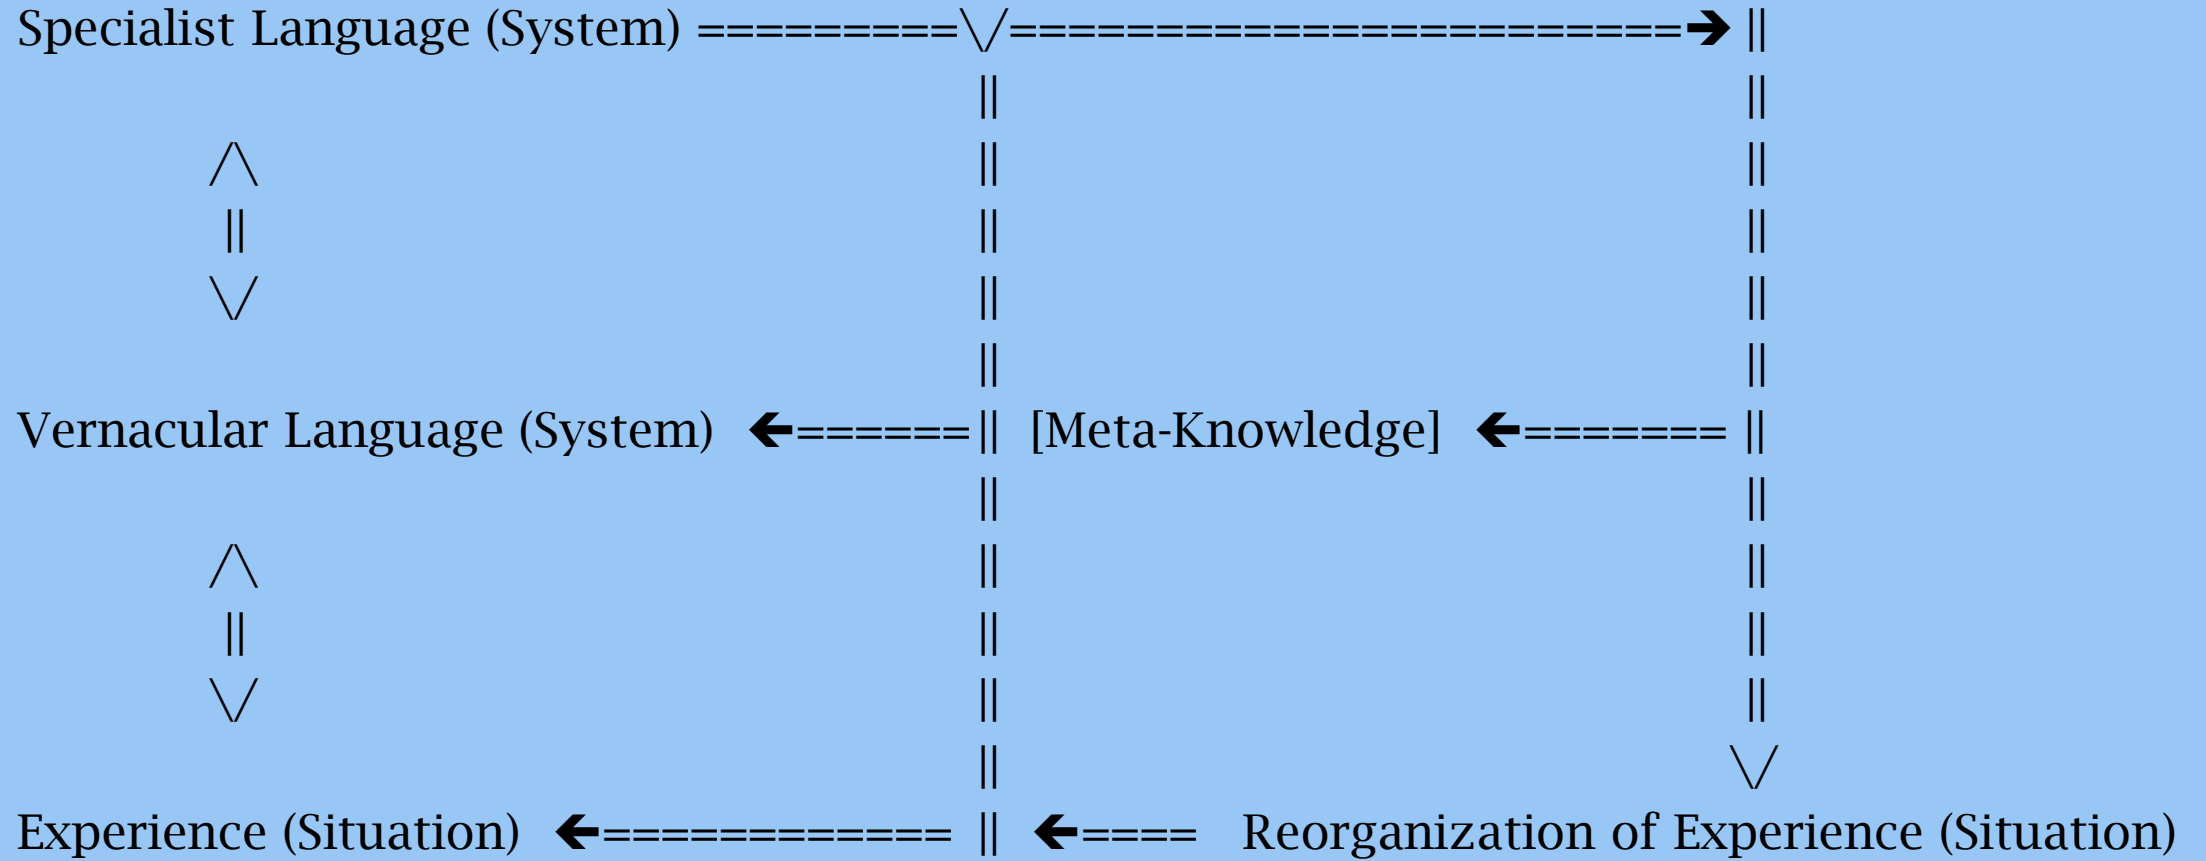 Specialist Language (System) =========\/=======================🡪 ||
|| ||
/\ || ||
|| || ||
\/ || ||
|| ||
Vernacular Language (System) 🡨======|| [Meta-Knowledge] 🡨======= ||
|| ||
/\ || ||
|| || ||
\/ || ||
|| \/
Experience (Situation) 🡨============ || 🡨==== Reorganization of Experience (Situation)